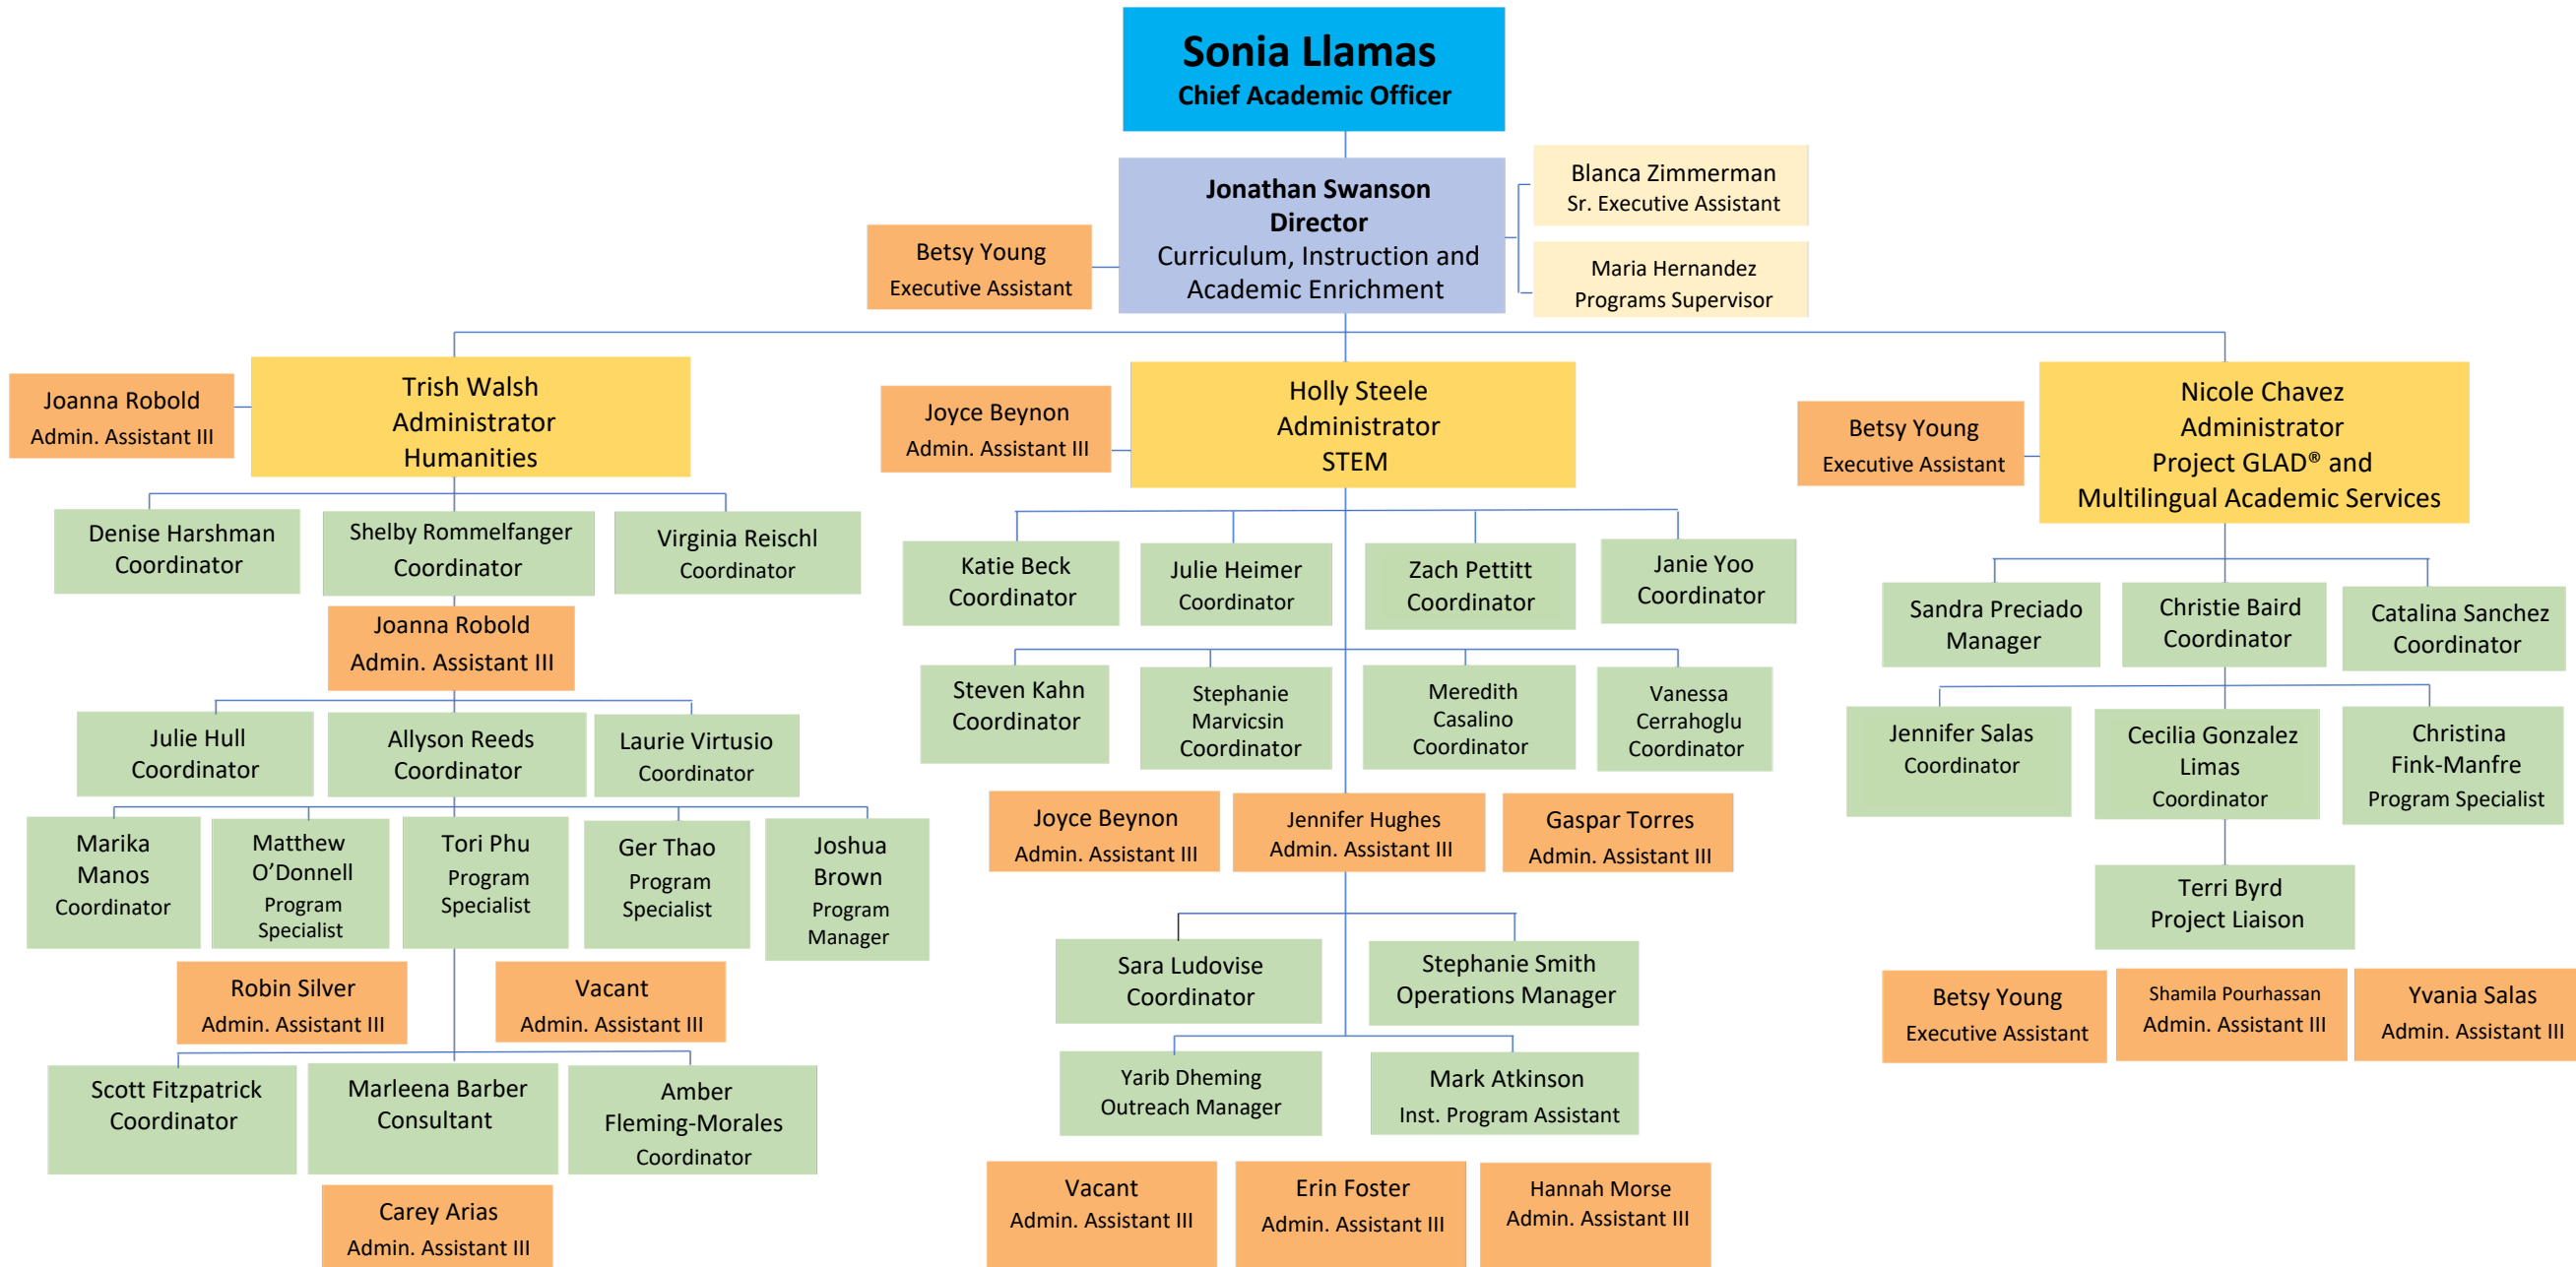 Sonia Llamas
Chief Academic Officer
Jonathan Swanson
Director
Curriculum, Instruction and
Academic Enrichment
Blanca Zimmerman
Sr. Executive Assistant
Betsy Young
Executive Assistant
Maria Hernandez
Programs Supervisor
Joanna Robold
Admin. Assistant III
Trish Walsh
Administrator
Humanities
Joyce Beynon
Admin. Assistant III
Holly Steele
Administrator
STEM
Betsy Young
Executive Assistant
Nicole Chavez
Administrator
Project GLAD® and
Multilingual Academic Services
Denise Harshman
Coordinator
Shelby Rommelfanger
Coordinator
Virginia Reischl
Coordinator
Joanna Robold
Admin. Assistant III
Julie Hull
Coordinator
Allyson Reeds
Coordinator
Laurie Virtusio
Coordinator
Marika
Manos
Coordinator
Matthew
O’Donnell
Program
Specialist
Tori Phu
Program
Specialist
Ger Thao
Program
Specialist
Joshua
Brown
Program
Manager
Robin Silver
Admin. Assistant III
Vacant
Admin. Assistant III
Scott Fitzpatrick
Coordinator
Marleena Barber
Consultant
Amber
Fleming-Morales
Coordinator
Carey Arias
Admin. Assistant III
Katie Beck
Coordinator
Julie Heimer
Coordinator
Zach Pettitt
Coordinator
Janie Yoo
Coordinator
Steven Kahn
Coordinator
Stephanie
Marvicsin
Coordinator
Meredith
Casalino
Coordinator
Vanessa
Cerrahoglu
Coordinator
Joyce Beynon
Admin. Assistant III
Jennifer Hughes
Admin. Assistant III
Gaspar Torres
Admin. Assistant III
Sara Ludovise
Coordinator
Stephanie Smith
Operations Manager
Yarib Dheming
Outreach Manager
Mark Atkinson
Inst. Program Assistant
Vacant
Admin. Assistant III
Erin Foster
Admin. Assistant III
Hannah Morse
Admin. Assistant III
Sandra Preciado
Manager
Christie Baird
Coordinator
Catalina Sanchez
Coordinator
Jennifer Salas
Coordinator
Cecilia Gonzalez
Limas
Coordinator
Christina
Fink-Manfre
Program Specialist
Terri Byrd
Project Liaison
Betsy Young
Executive Assistant
Shamila Pourhassan
Admin. Assistant III
Yvania Salas
Admin. Assistant III